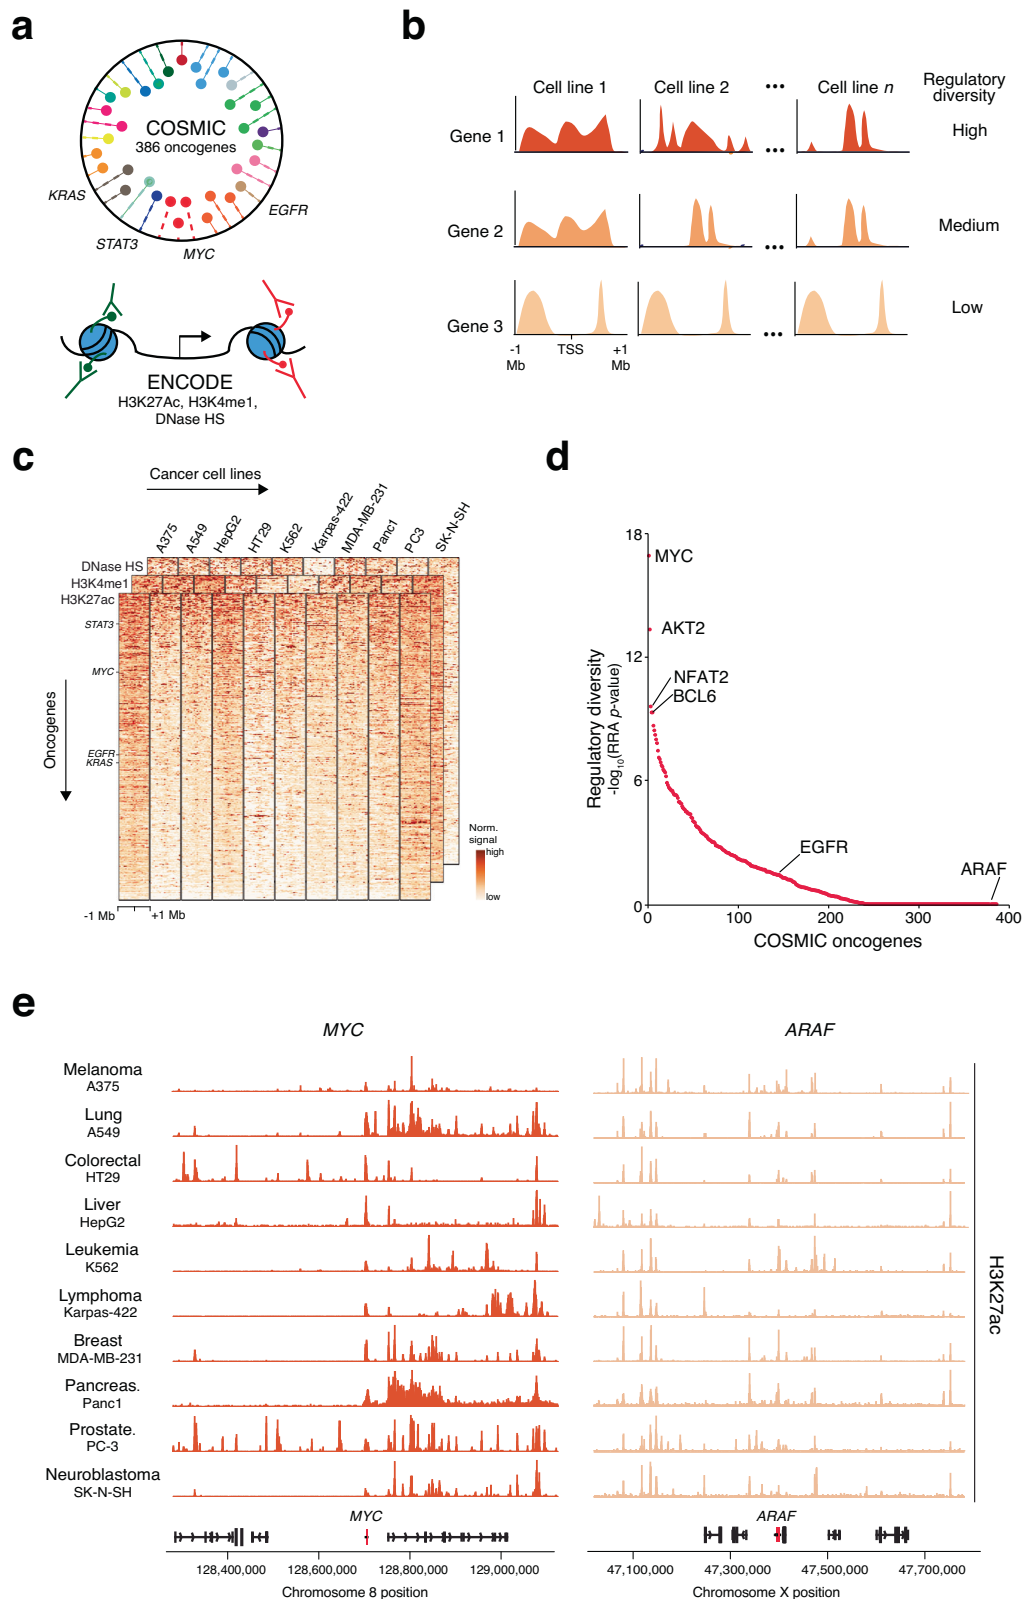 a
COSMIC
386 oncogenes
KRAS
EGFR
STAT3
MYC
ENCODE
H3K27Ac, H3K4me1,
DNase HS
b
Cell line 1
Cell line 2
•••
Cell line n
Regulatory
diversity
Gene 1
•••
High
Gene 2
•••
Medium
Gene 3
•••
Low
-1
Mb
TSS
+1
Mb
c
Cancer cell lines
A375
A549
HepG2
HT29
K562
Karpas-422
MDA-MB-231
Panc1
PC3
SK-N-SH
DNase HS
H3K4me1
H3K27ac
STAT3
MYC
EGFR
KRAS
Oncogenes
Norm.
signal
high
low
-1 Mb
+1 Mb
d
18
12
6
0
Regulatory diversity
-log10(RRA p-value)
MYC
AKT2
NFAT2
BCL6
EGFR
ARAF
0
100
200
300
400
COSMIC oncogenes
e
MYC
ARAF
Melanoma
A375
Lung
A549
Colorectal
HT29
Liver
HepG2
Leukemia
K562
Lymphoma
Karpas-422
Breast
MDA-MB-231
Pancreas.
Panc1
Prostate.
PC-3
Neuroblastoma
SK-N-SH
H3K27ac
MYC
ARAF
128,400,000
128,600,000
128,800,000
129,000,000
Chromosome 8 position
47,100,000
47,300,000
47,500,000
47,700,000
Chromosome X position